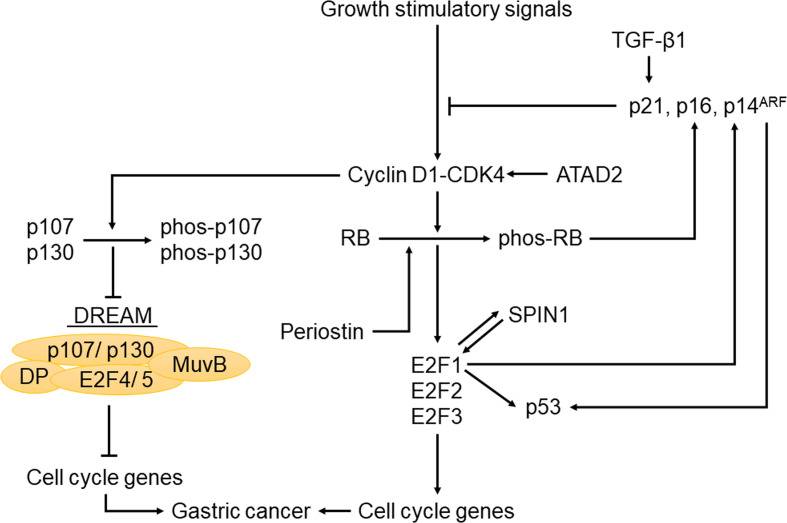 Growth stimulatory signals
TGF-β1
p21, p16, p14ARF
Cyclin D1-CDK4
ATAD2
p107
p130
phos-p107
phos-p130
RB
phos-RB
DREAM
Periostin
SPIN1
p107/ p130
MuvB
DP
E2F4/ 5
E2F1
E2F2
E2F3
p53
Cell cycle genes
Gastric cancer
Cell cycle genes